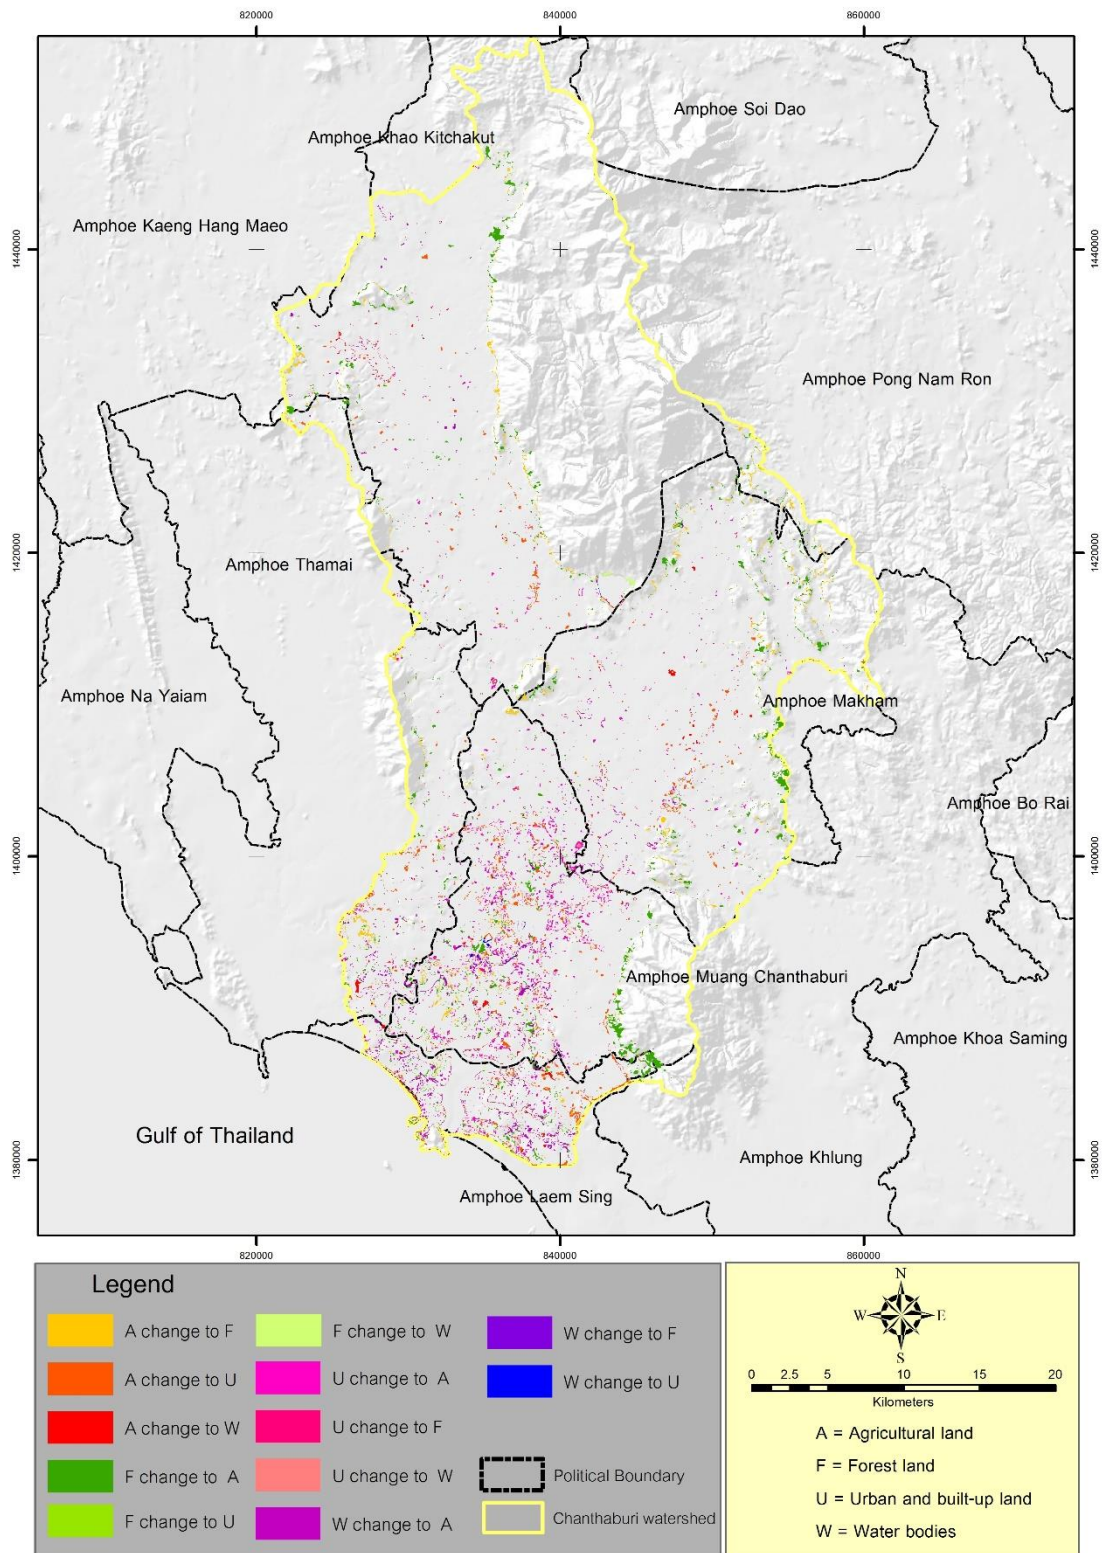 820000
840000
860000
Amphoe Soi Dao
Amphoe Khao Kitchakut
Amphoe Kaeng Hang Maeo
1440000
1440000
Amphoe Pong Nam Ron
1420000
1420000
Amphoe Thamai
Amphoe Na Yaiam
Amphoe Makham
Amphoe Bo Rai
1400000
1400000
Amphoe Muang Chanthaburi
Amphoe Khoa Saming
Gulf of Thailand
1380000
1380000
Amphoe Khlung
Amphoe Laem Sing
820000
840000
860000
Legend
A change to F
A change to U
A change to W
F change to A
F change to U
F change to W
U change to A
U change to F
U change to W
W change to A
W change to F
W change to U
Political Boundary
Chanthaburi watershed
N
W
E
S
0 2.5 5 10 15 20
Kilometers
A = Agricultural land
F = Forest land
U = Urban and built-up land
W = Water bodies